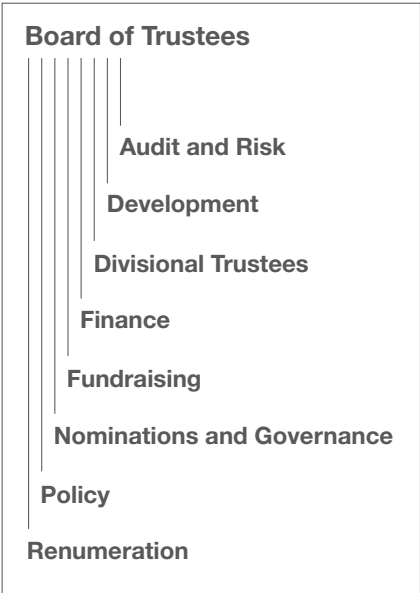 Board of Trustees
Audit and Risk
Development
Divisional Trustees
Finance
Fundraising
Nominations and Governance
Policy
Renumeration